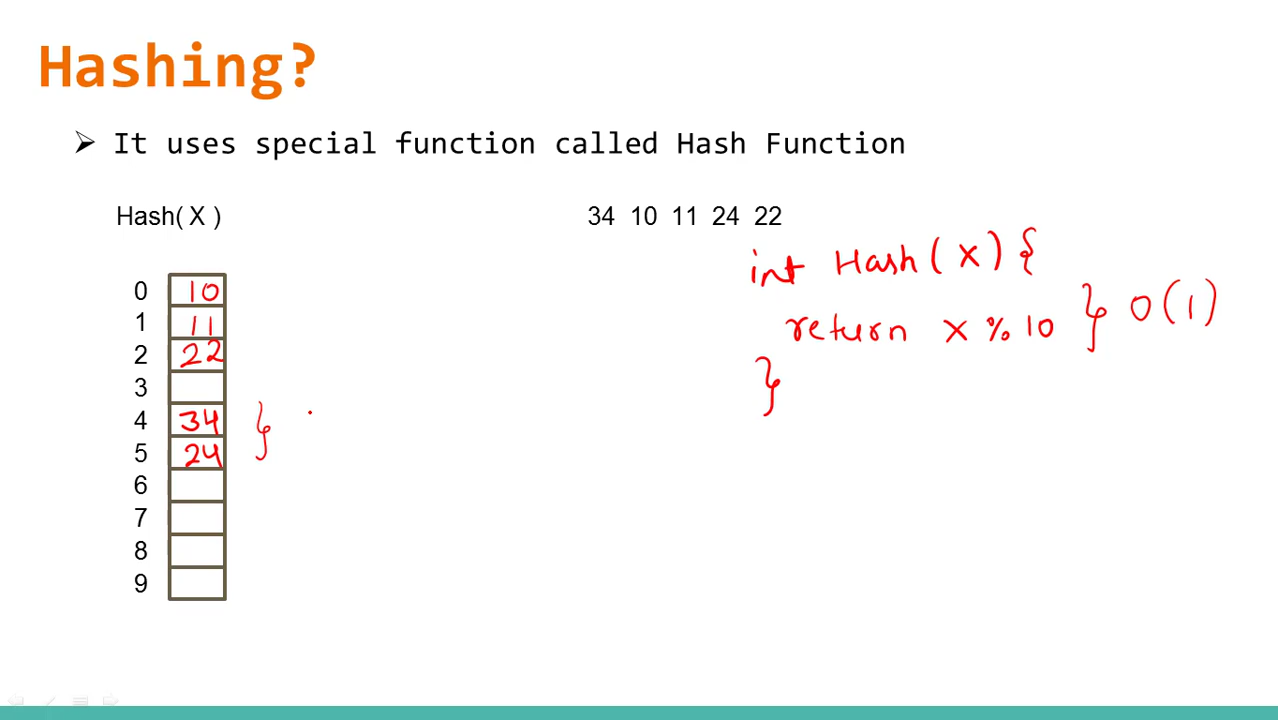 Hashing?
➢ It uses special function called Hash Function
Hash( X )
34 10 11 24 22
int Hash(x){
return x % 10 } O(1)
}
0 10
1 11
2 22
3
4 34 }
5 24
6
7
8
9